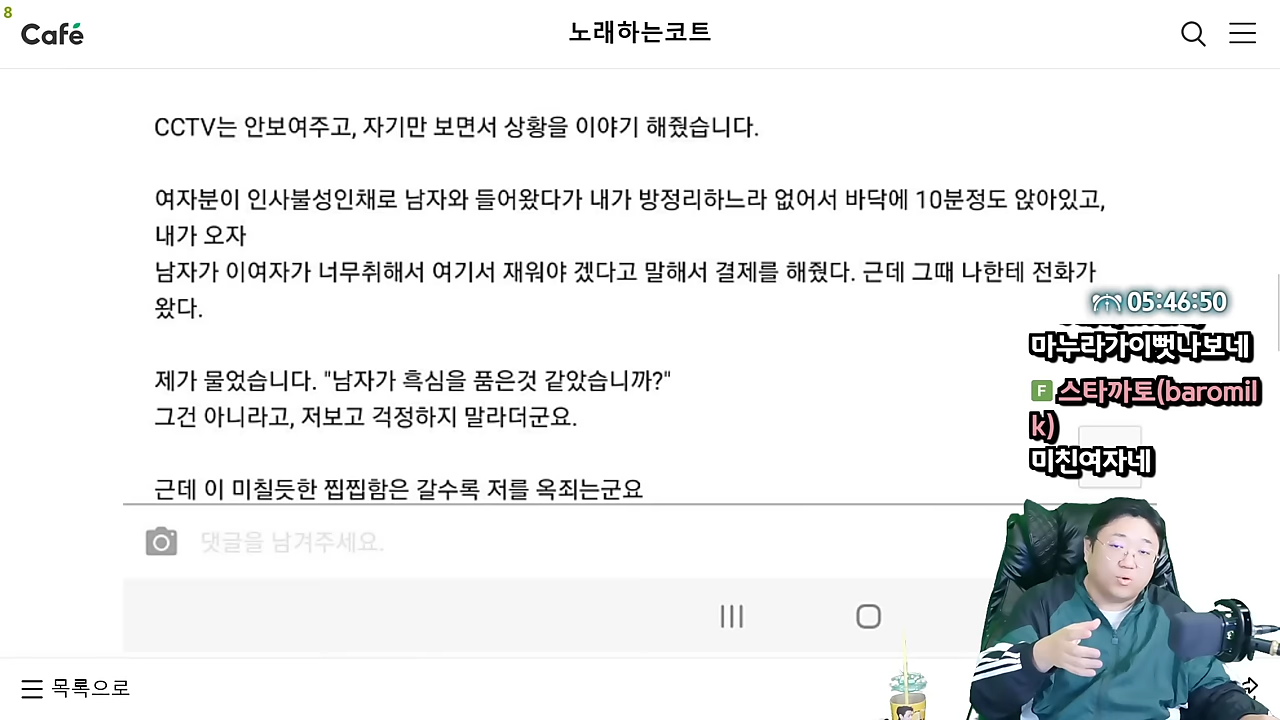 8
Café
노래하는코트
CCTV는 안보여주고, 자기만 보면서 상황을 이야기 해줬습니다.
여자분이 인사불성인채로 남자와 들어왔다가 내가 방정리하느라 없어서 바닥에 10분정도 앉아있고,
내가 오자
남자가 이여자가 너무취해서 여기서 재워야 겠다고 말해서 결제를 해줬다. 근데 그때 나한테 전화가
왔다.
05:46:50
마누라가이뻣나보네
제가 물었습니다. "남자가 흑심을 품은것 같았습니까?"
F 스타까토(baromil
k)
그건 아니라고, 저보고 걱정하지 말라더군요.
미친여자네
근데 이 미칠듯한 찝찝함은 갈수록 저를 옥죄는군요
댓글을 남겨주세요.
목록으로